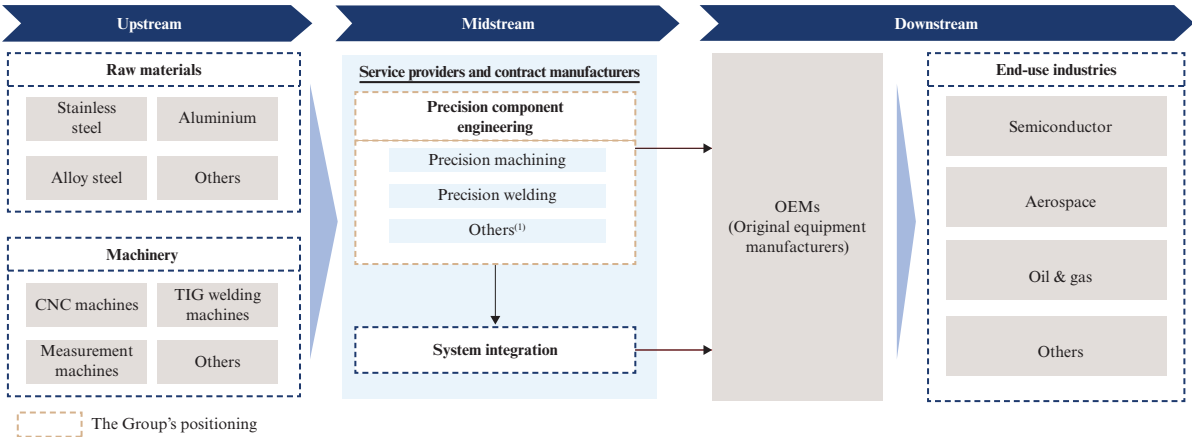 Upstream
Midstream
Downstream
Raw materials
Stainless
steel
Aluminium
Alloy steel
Others
Machinery
CNC machines
TIG welding
machines
Measurement
machines
Others
Service providers and contract manufacturers
Precision component
engineering
Precision machining
Precision welding
Others(1)
System integration
OEMs
(Original equipment
manufacturers)
End-use industries
Semiconductor
Aerospace
Oil & gas
Others
The Group's positioning